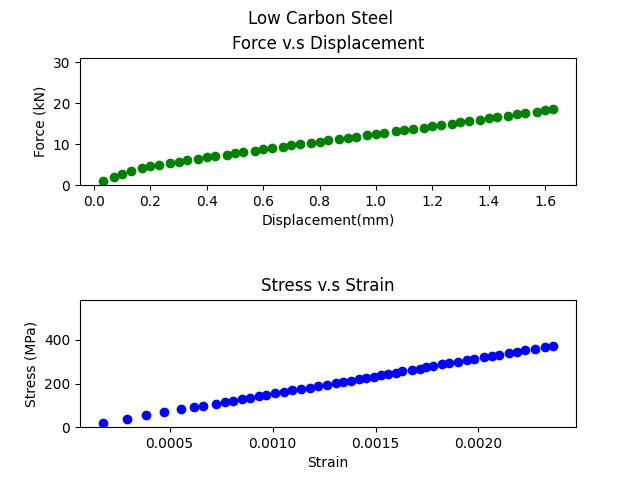 Low Carbon Steel
Force v.s Displacement
30
20
10
0
Force (kN)
0.0 0.2 0.4 0.6 0.8 1.0 1.2 1.4 1.6
Displacement(mm)
Stress v.s Strain
400
200
0
Stress (MPa)
0.0005 0.0010 0.0015 0.0020
Strain